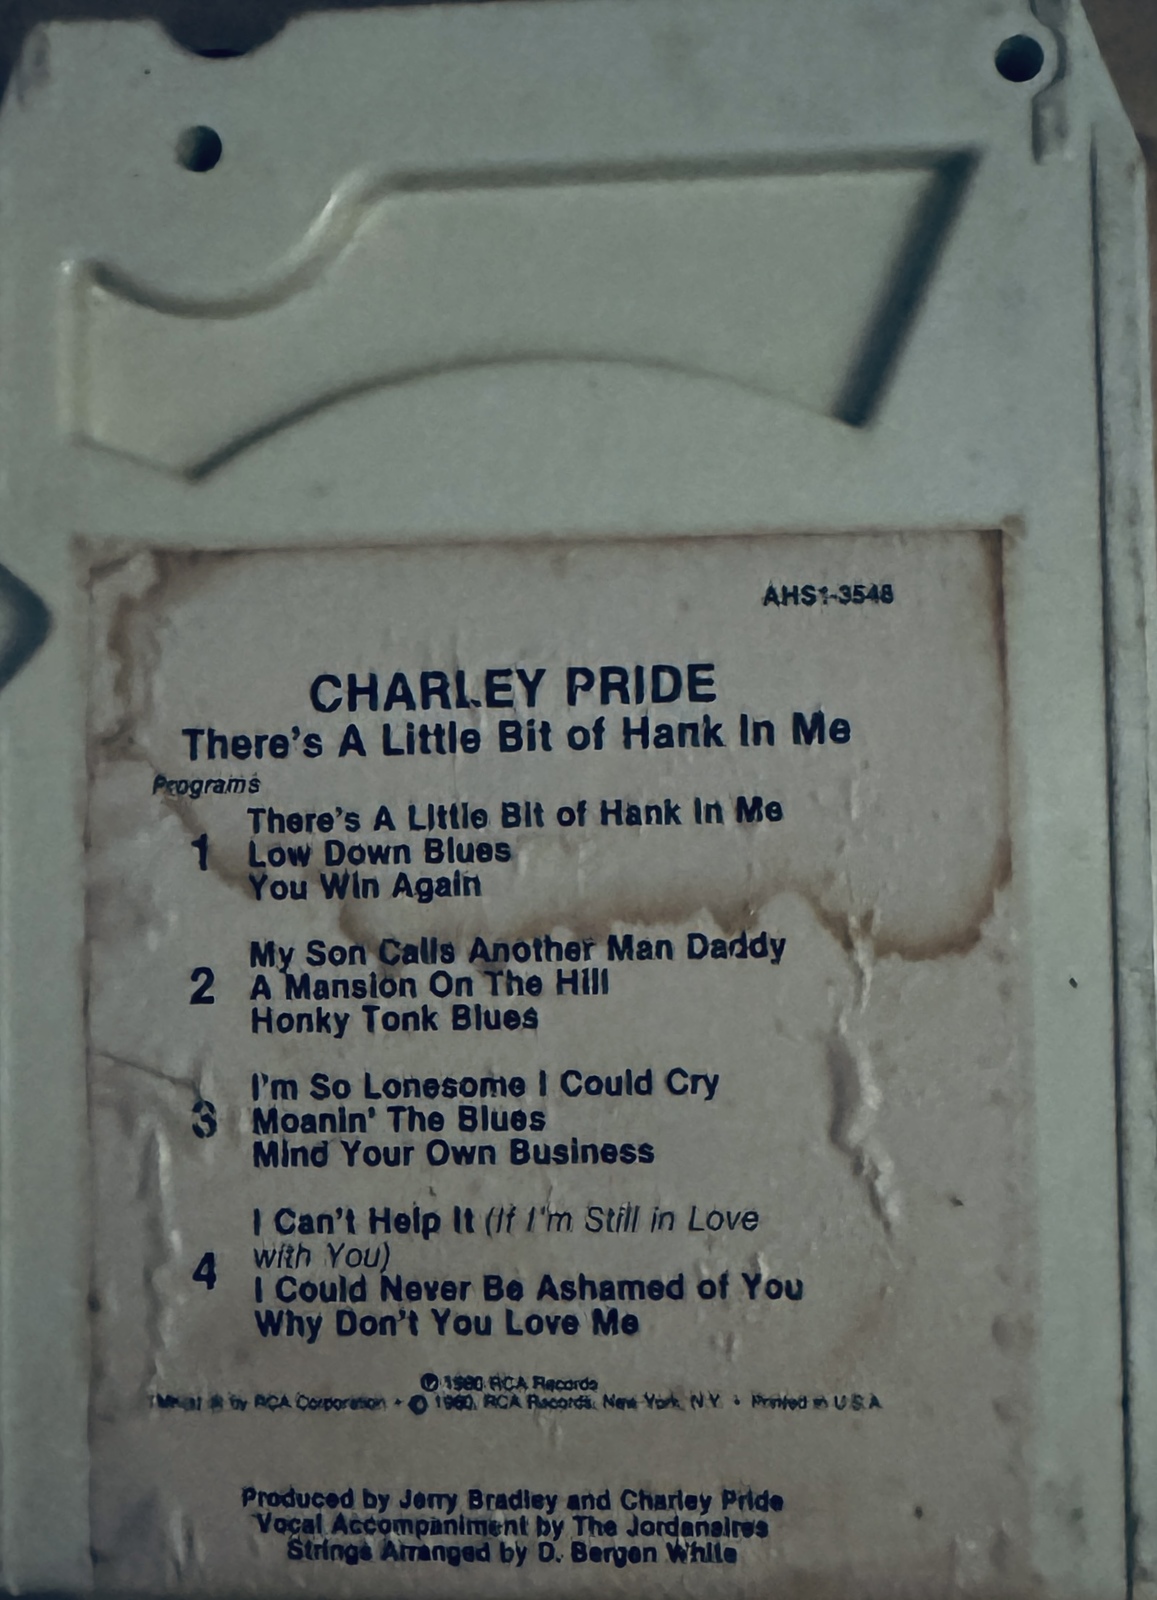 AHS1-3548
CHARLEY PRIDE
There's A Little Bit of Hank In Me
Programs
1
There's A Little Bit of Hank In Me
Low Down Blues
You Win Again
2
My Son Calls Another Man Daddy
A Mansion On The Hill
Honky Tonk Blues
3
I'm So Lonesome I Could Cry
Moanin' The Blues
Mind Your Own Business
4
I Can't Help It (If I'm Still in Love
with You)
I Could Never Be Ashamed of You
Why Don't You Love Me
℗ 1980 RCA Records
by RCA Corporation • © 1980, RCA Records, New York, N.Y. • Printed in U.S.A.
Produced by Jerry Bradley and Charley Pride
Vocal Accompaniment by The Jordanaires
Strings Arranged by D. Bergen White